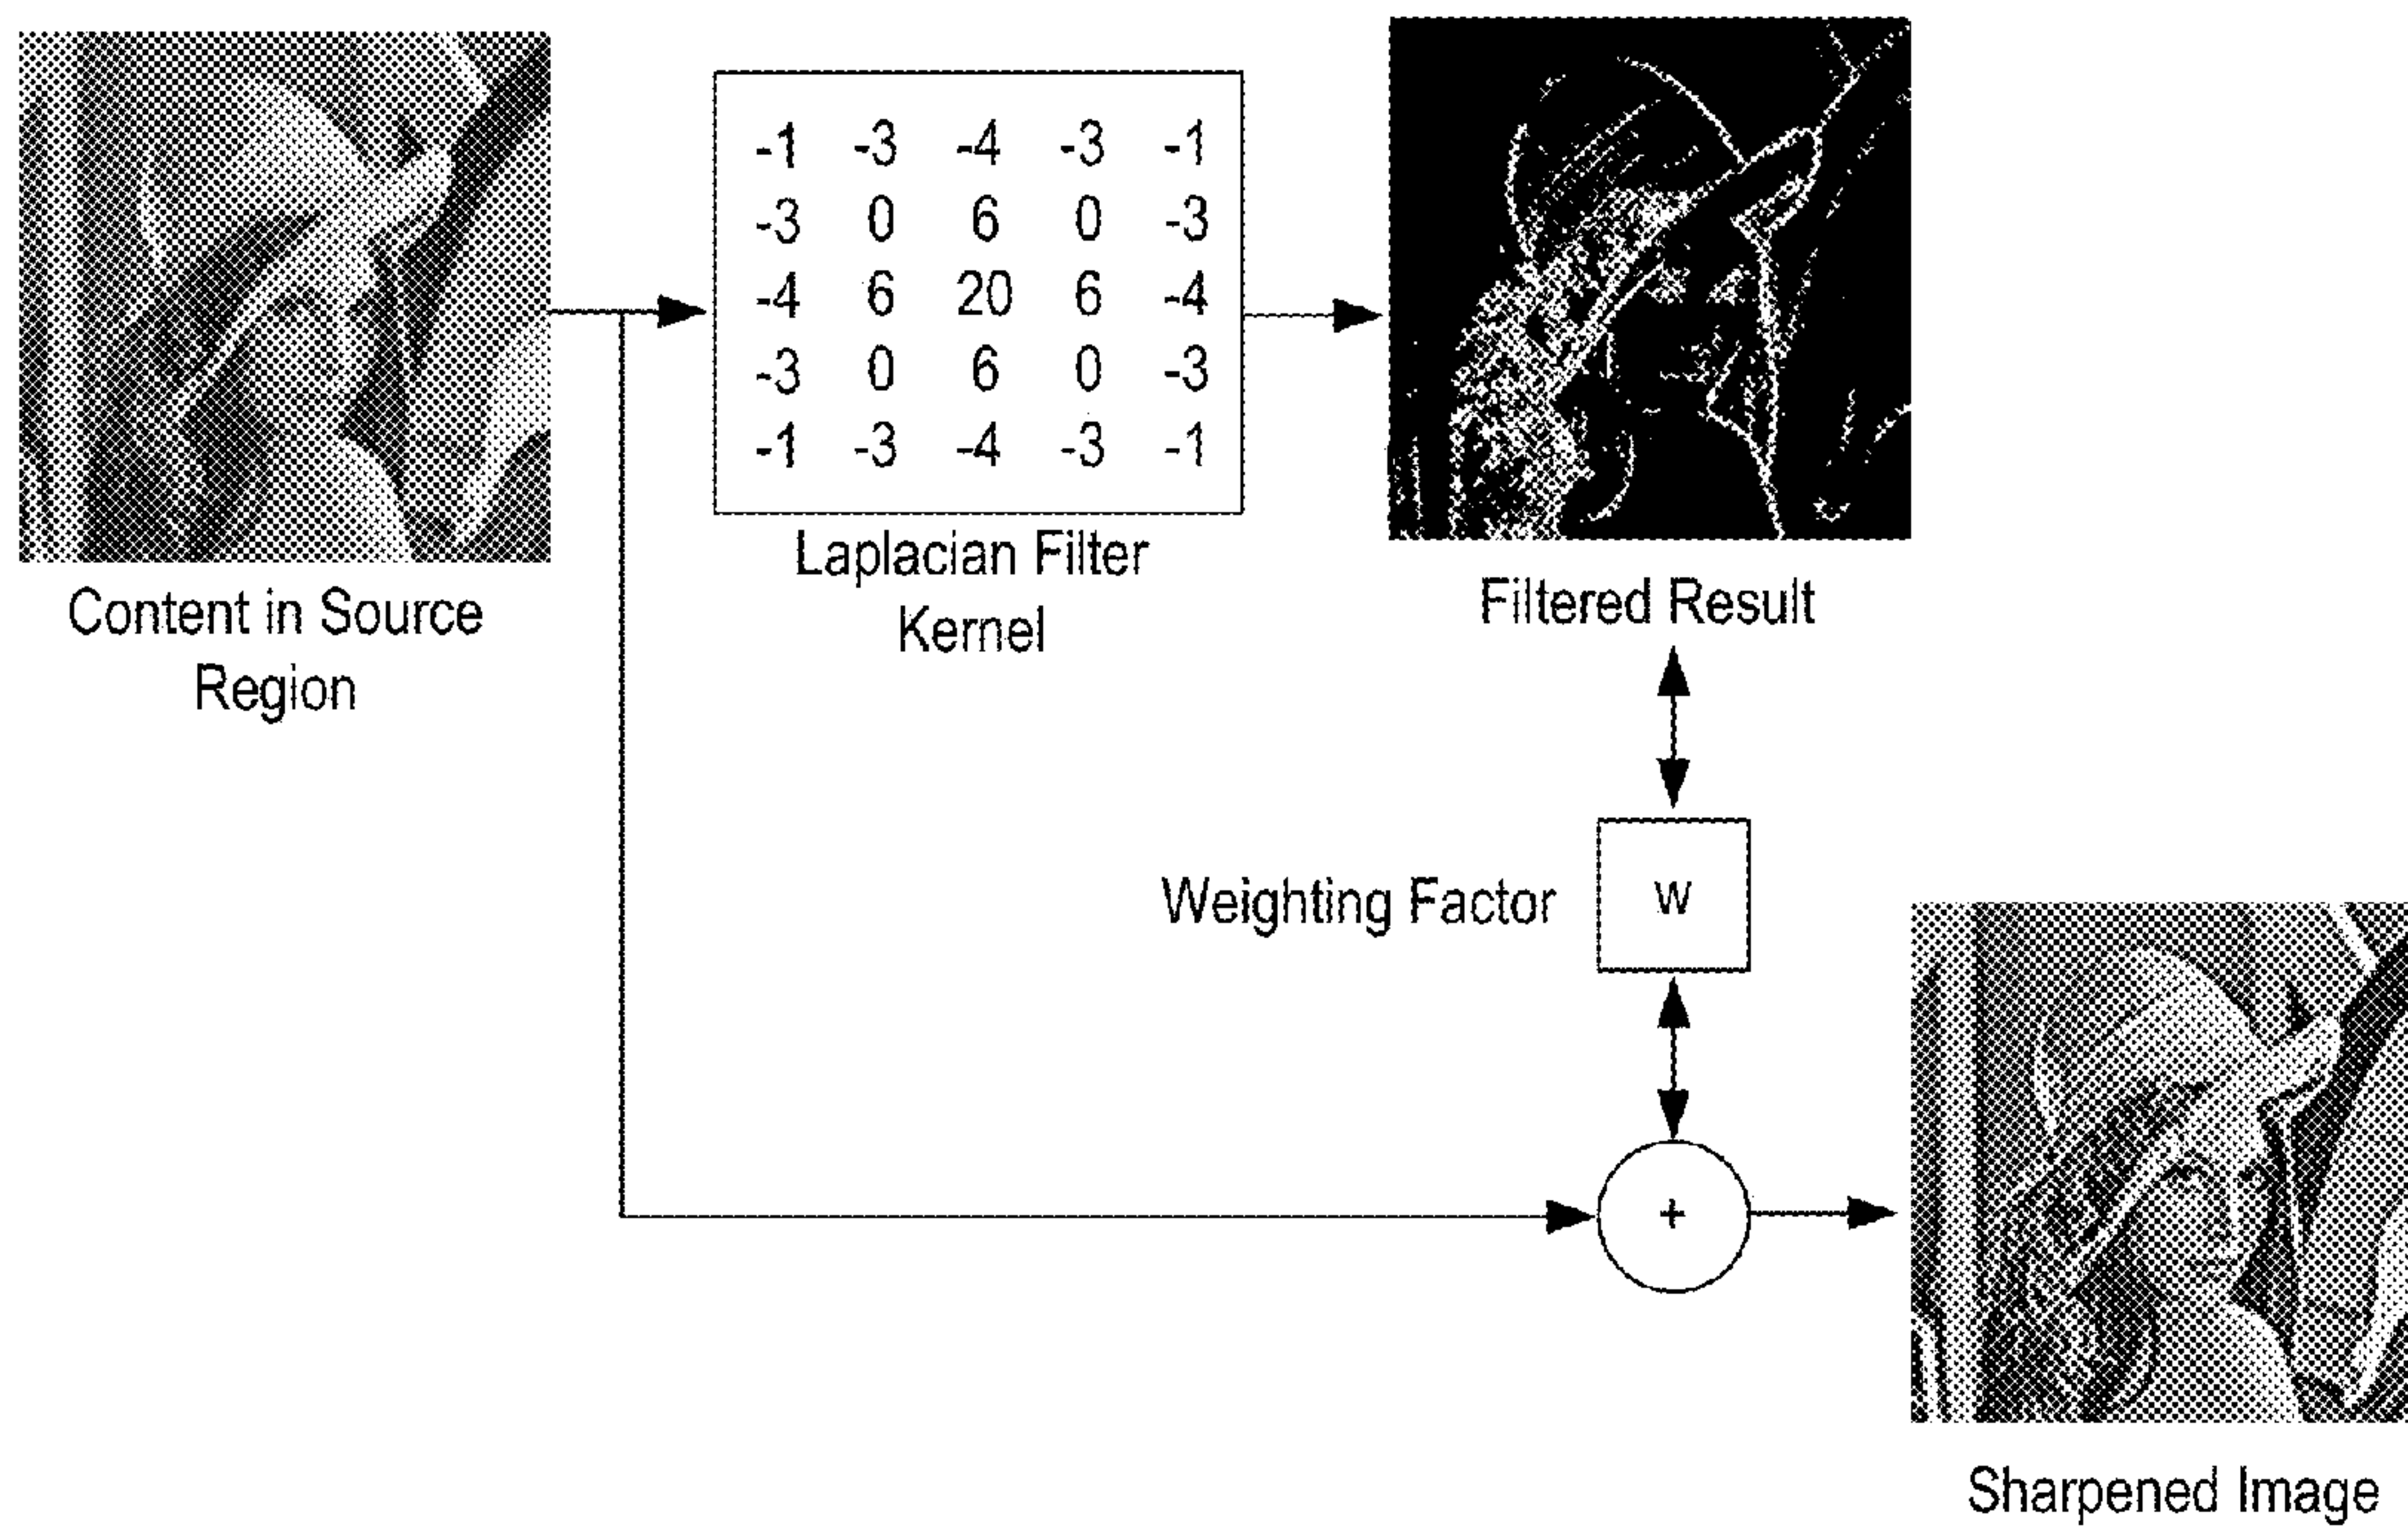 -1 -3 -4 -3 -1
-3 0 6 0 -3
-4 6 20 6 -4
-3 0 6 0 -3
-1 -3 -4 -3 -1
Laplacian Filter
Kernel
Content in Source
Region
Filtered Result
Weighting Factor
W
+
Sharpened Image